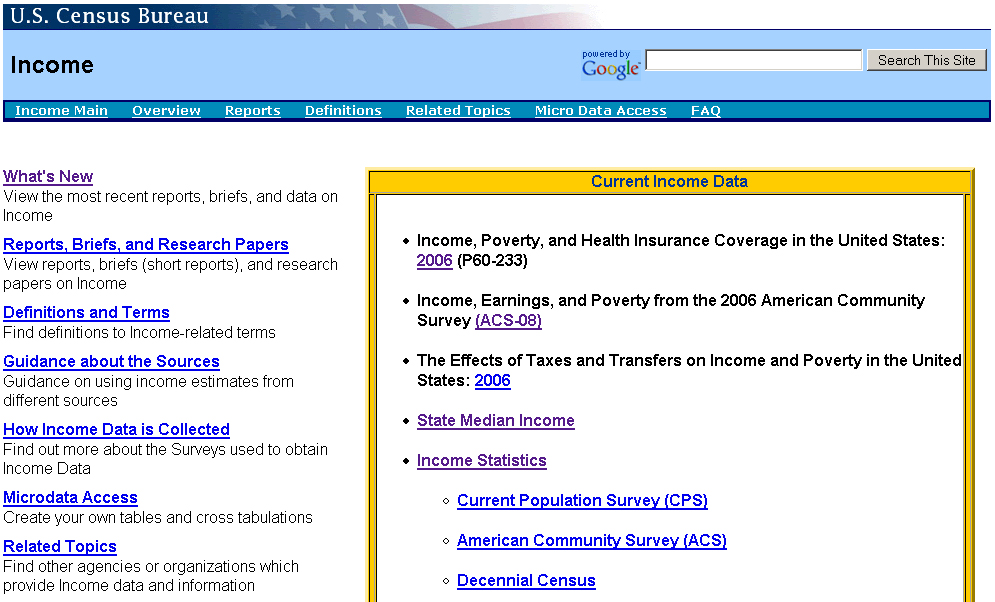 U.S. Census Bureau
Income
powered by
Google
Search This Site
Income Main Overview Reports Definitions Related Topics Micro Data Access FAQ
What's New
View the most recent reports, briefs, and data on
Income
Reports, Briefs, and Research Papers
View reports, briefs (short reports), and research
papers on Income
Definitions and Terms
Find definitions to Income-related terms
Guidance about the Sources
Guidance on using income estimates from
different sources
How Income Data is Collected
Find out more about the Surveys used to obtain
Income Data
Microdata Access
Create your own tables and cross tabulations
Related Topics
Find other agencies or organizations which
provide Income data and information
Current Income Data
Income, Poverty, and Health Insurance Coverage in the United States:
2006 (P60-233)
Income, Earnings, and Poverty from the 2006 American Community
Survey (ACS-08)
The Effects of Taxes and Transfers on Income and Poverty in the United
States: 2006
State Median Income
Income Statistics
Current Population Survey (CPS)
American Community Survey (ACS)
Decennial Census